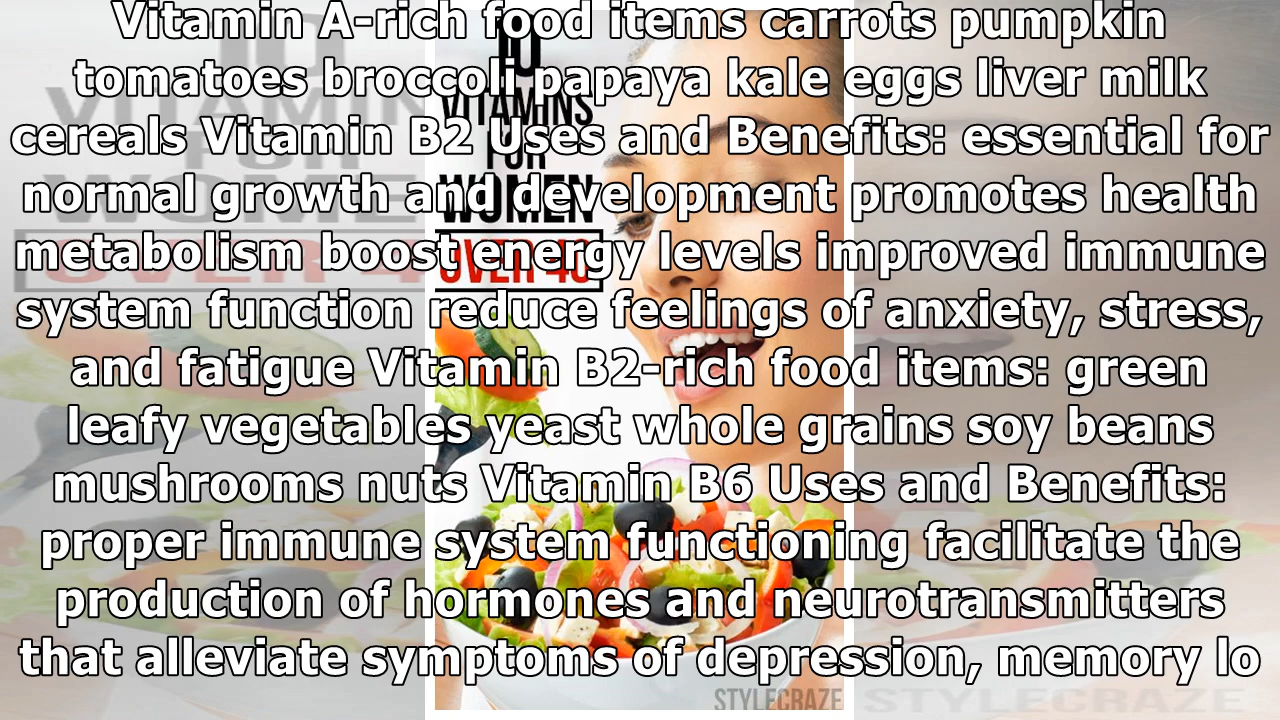 Vitamin A-rich food items carrots pumpkin
tomatoes broccoli papaya kale eggs liver milk
cereals Vitamin B2 Uses and Benefits: essential for
normal growth and development promotes health
metabolism boost energy levels improved immune
system function reduce feelings of anxiety, stress,
and fatigue Vitamin B2-rich food items: green
leafy vegetables yeast whole grains soy beans
mushrooms nuts Vitamin B6 Uses and Benefits:
proper immune system functioning facilitate the
production of hormones and neurotransmitters
that alleviate symptoms of depression, memory lo
10
VITAMINS
FOR
WOMEN
OVER 40
STYLECRAZE
STYLECRAZE